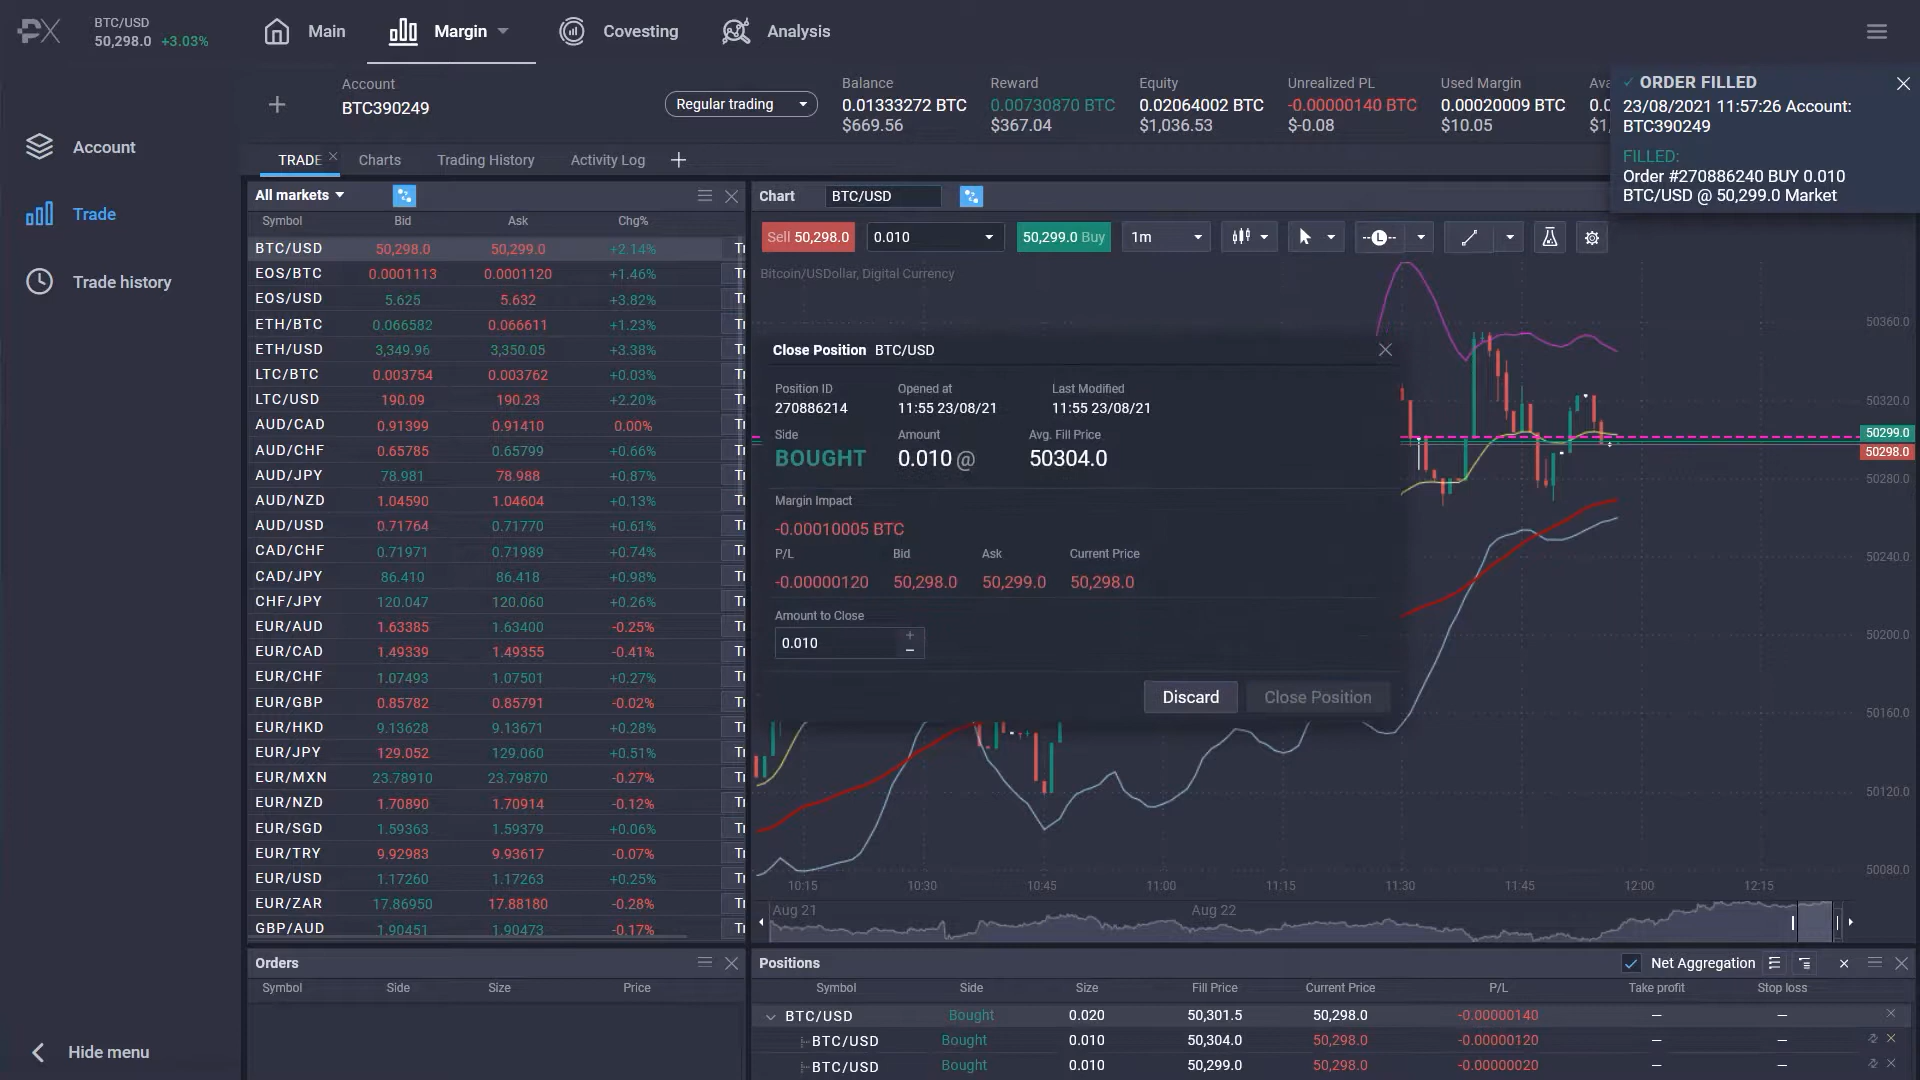 PX
BTC/USD
50,298.0 +3.03%
Main
Margin
Covesting
Analysis
Account
BTC390249
Regular trading
Balance
0.01333272 BTC
$669.56
Reward
0.00730870 BTC
$367.04
Equity
0.02064002 BTC
$1,036.53
Unrealized PL
-0.00000140 BTC
$-0.08
Used Margin
0.00020009 BTC
$10.05
ORDER FILLED
23/08/2021 11:57:26 Account:
BTC390249
FILLED:
Order #270886240 BUY 0.010
BTC/USD @ 50,299.0 Market
Account
Trade
Trade history
Hide menu
TRADE Charts Trading History Activity Log
All markets
Symbol Bid Ask Chg%
BTC/USD 50,298.0 50,299.0 +2.14%
EOS/BTC 0.0001113 0.0001120 +1.46%
EOS/USD 5.625 5.632 +3.82%
ETH/BTC 0.066582 0.066611 +1.23%
ETH/USD 3,349.96 3,350.05 +3.38%
LTC/BTC 0.003754 0.003762 +0.03%
LTC/USD 190.09 190.23 +2.20%
AUD/CAD 0.91399 0.91410 0.00%
AUD/CHF 0.65785 0.65799 +0.66%
AUD/JPY 78.981 78.988 +0.87%
AUD/NZD 1.04590 1.04604 +0.13%
AUD/USD 0.71764 0.71770 +0.61%
CAD/CHF 0.71971 0.71989 +0.74%
CAD/JPY 86.410 86.418 +0.98%
CHF/JPY 120.047 120.060 +0.26%
EUR/AUD 1.63385 1.63400 -0.25%
EUR/CAD 1.49339 1.49355 -0.41%
EUR/CHF 1.07493 1.07501 +0.27%
EUR/GBP 0.85782 0.85791 -0.02%
EUR/HKD 9.13628 9.13671 +0.28%
EUR/JPY 129.052 129.060 +0.51%
EUR/MXN 23.78910 23.79870 -0.27%
EUR/NZD 1.70890 1.70914 -0.12%
EUR/SGD 1.59363 1.59379 +0.06%
EUR/TRY 9.92983 9.93617 -0.07%
EUR/USD 1.17260 1.17263 +0.25%
EUR/ZAR 17.86950 17.88180 -0.28%
GBP/AUD 1.90451 1.90473 -0.17%
Chart BTC/USD
Sell 50,298.0 0.010 50,299.0 Buy 1m
Bitcoin/USDollar, Digital Currency
Close Position BTC/USD
Position ID Opened at Last Modified
270886214 11:55 23/08/21 11:55 23/08/21
Side Amount Avg. Fill Price
BOUGHT 0.010 @ 50304.0
Margin Impact
-0.00010005 BTC
P/L Bid Ask Current Price
-0.00000120 50,298.0 50,299.0 50,298.0
Amount to Close
0.010
Discard Close Position
50360.0
50320.0
50299.0
50298.0
50280.0
50240.0
50200.0
50160.0
50120.0
50080.0
10:15 10:30 10:45 11:00 11:15 11:30 11:45 12:00 12:15
Aug 21 Aug 22
Orders
Symbol Side Size Price
Positions
Net Aggregation
Symbol Side Size Fill Price Current Price P/L Take profit Stop loss
BTC/USD Bought 0.020 50,301.5 50,298.0 -0.00000140 — —
BTC/USD Bought 0.010 50,304.0 50,298.0 -0.00000120 — —
BTC/USD Bought 0.010 50,299.0 50,298.0 -0.00000020 — —